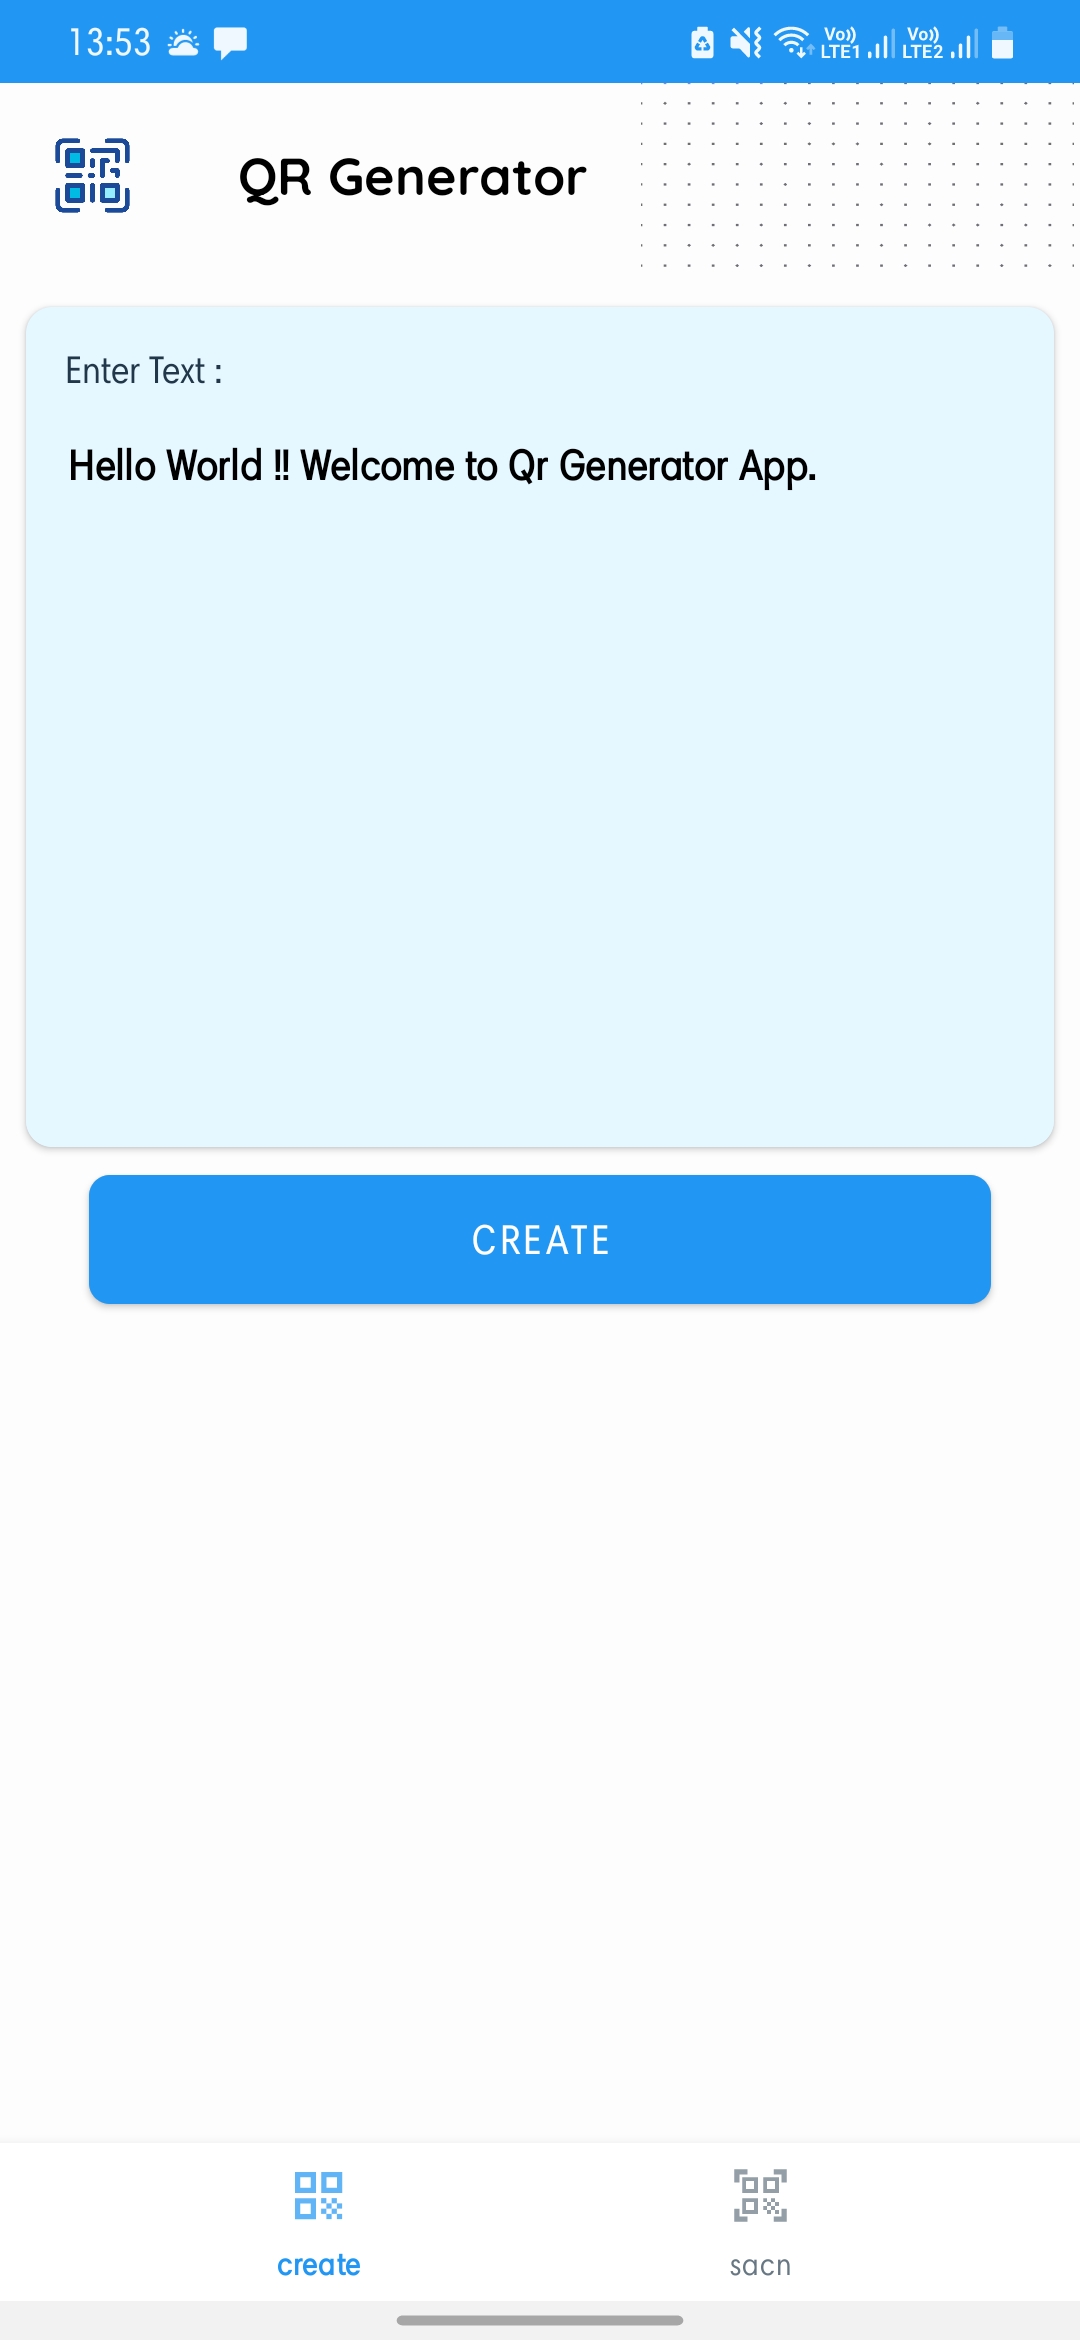 13:53 Vo)) LTE1 Vo)) LTE2
QR Generator
Enter Text :
Hello World !! Welcome to Qr Generator App.
CREATE
create sacn